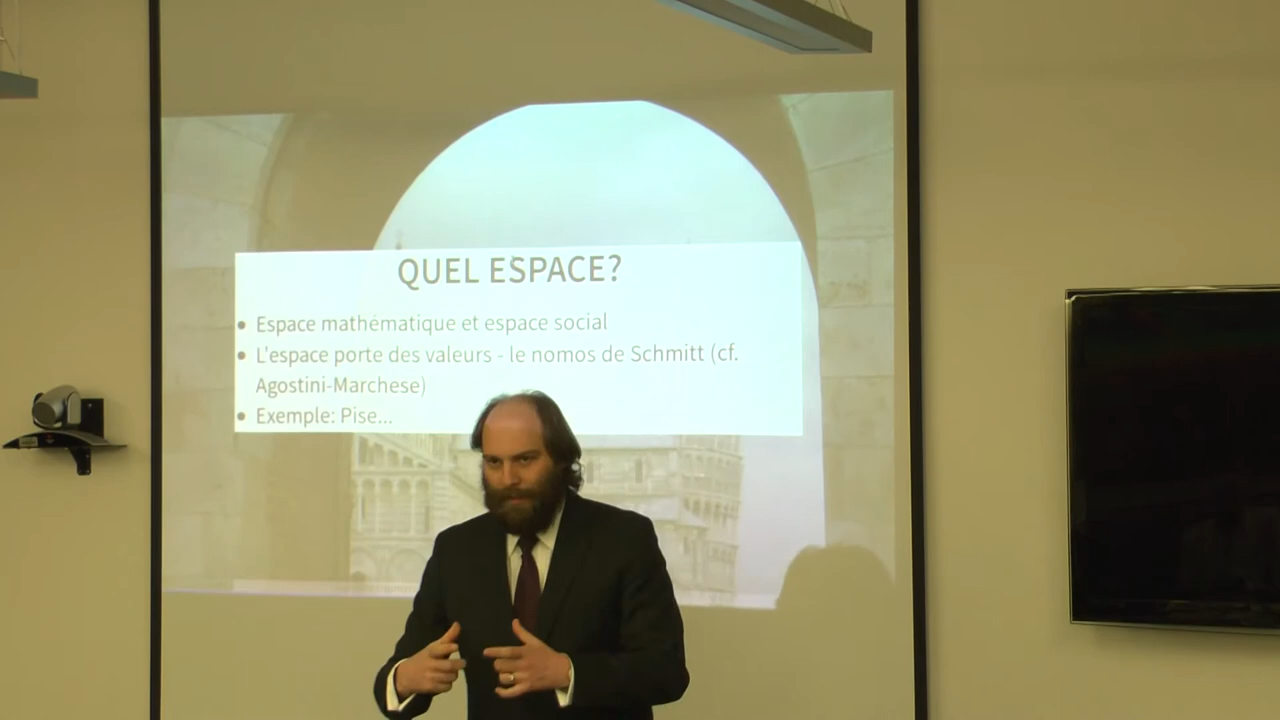 QUEL ESPACE?
• Espace mathématique et espace social
• L'espace porte des valeurs - le nomos de Schmitt (cf.
Agostini-Marchese)
• Exemple: Pise...